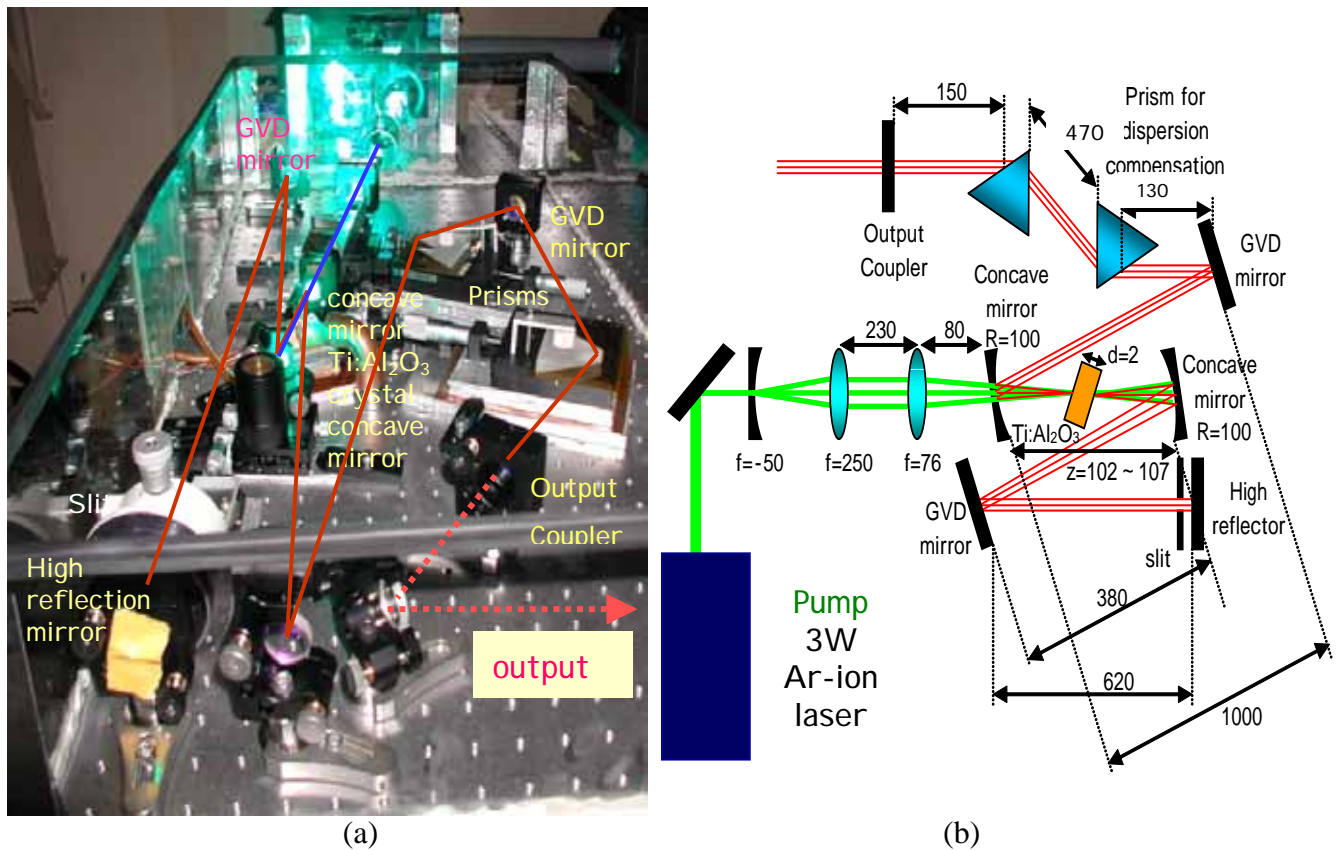 GVD
mirror
GVD
mirror
concave
mirror
Prisms
Ti:Al2O3
crystal
concave
mirror
Slit
Output
Coupler
High
reflection
mirror
output
(a)
150
470
Prism for
dispersion
compensation
130
Output
Coupler
GVD
mirror
Concave
mirror
R=100
230
80
d=2
Concave
mirror
R=100
Ti:Al2O3
f=-50
f=250
f=76
z=102 ~ 107
GVD
mirror
High
reflector
slit
Pump
3W
Ar-ion
laser
380
620
1000
(b)